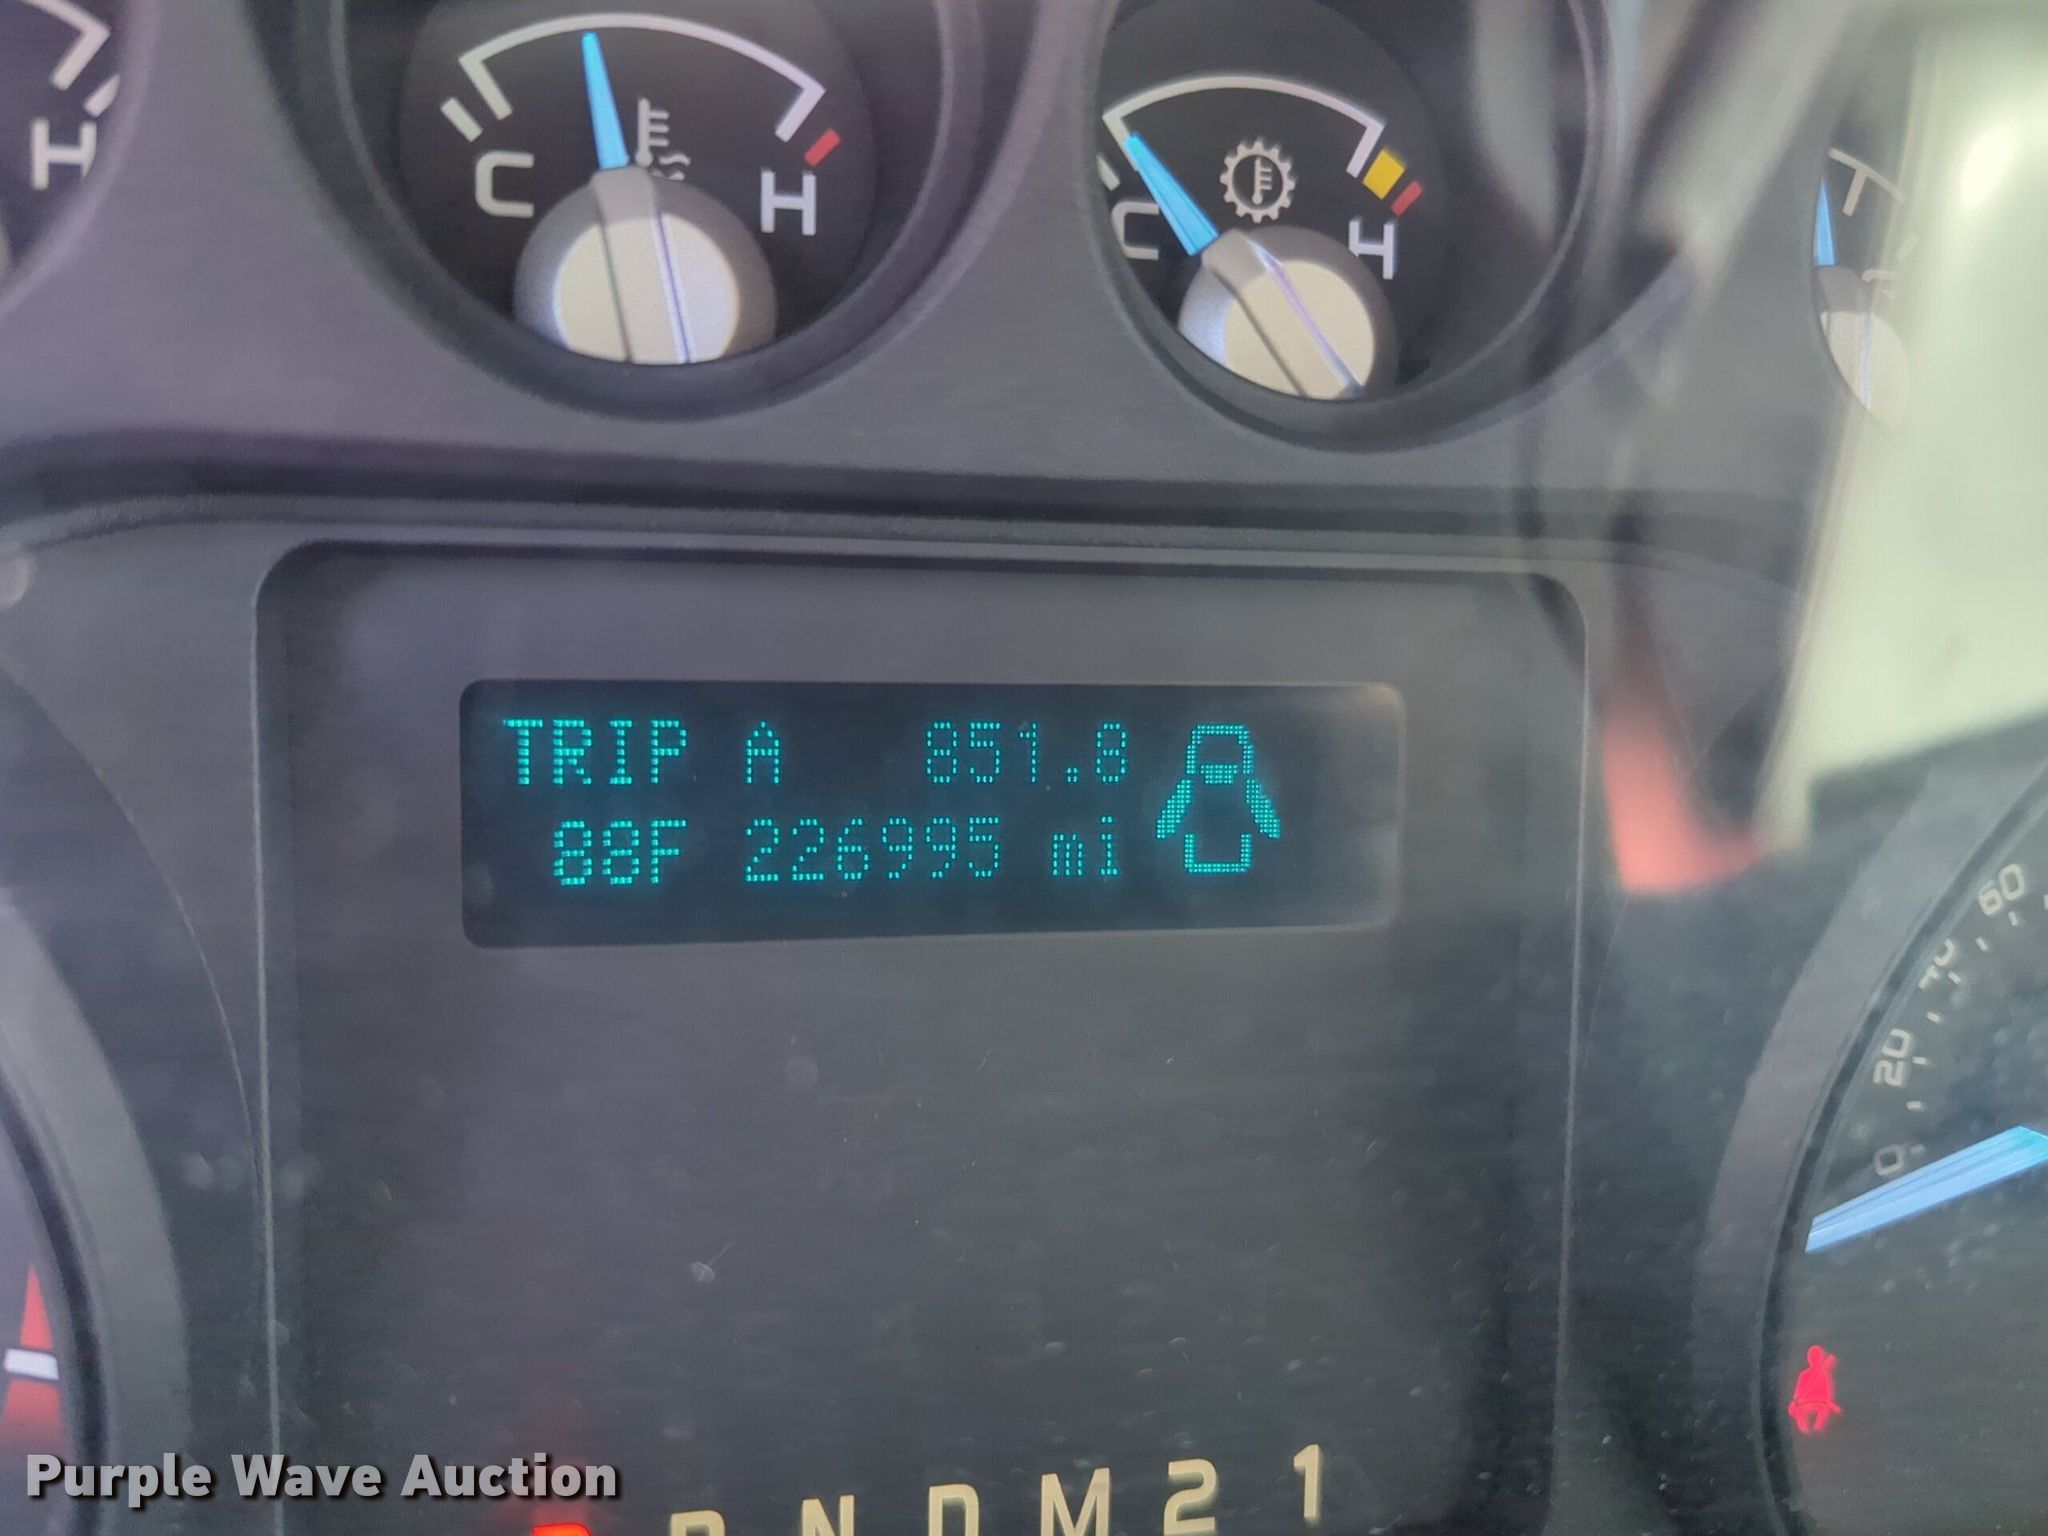 H
C
H
C
H
TRIP A 851.8
88F 226995 mi
60
40
20
0
P R N D M 2 1
Purple Wave Auction